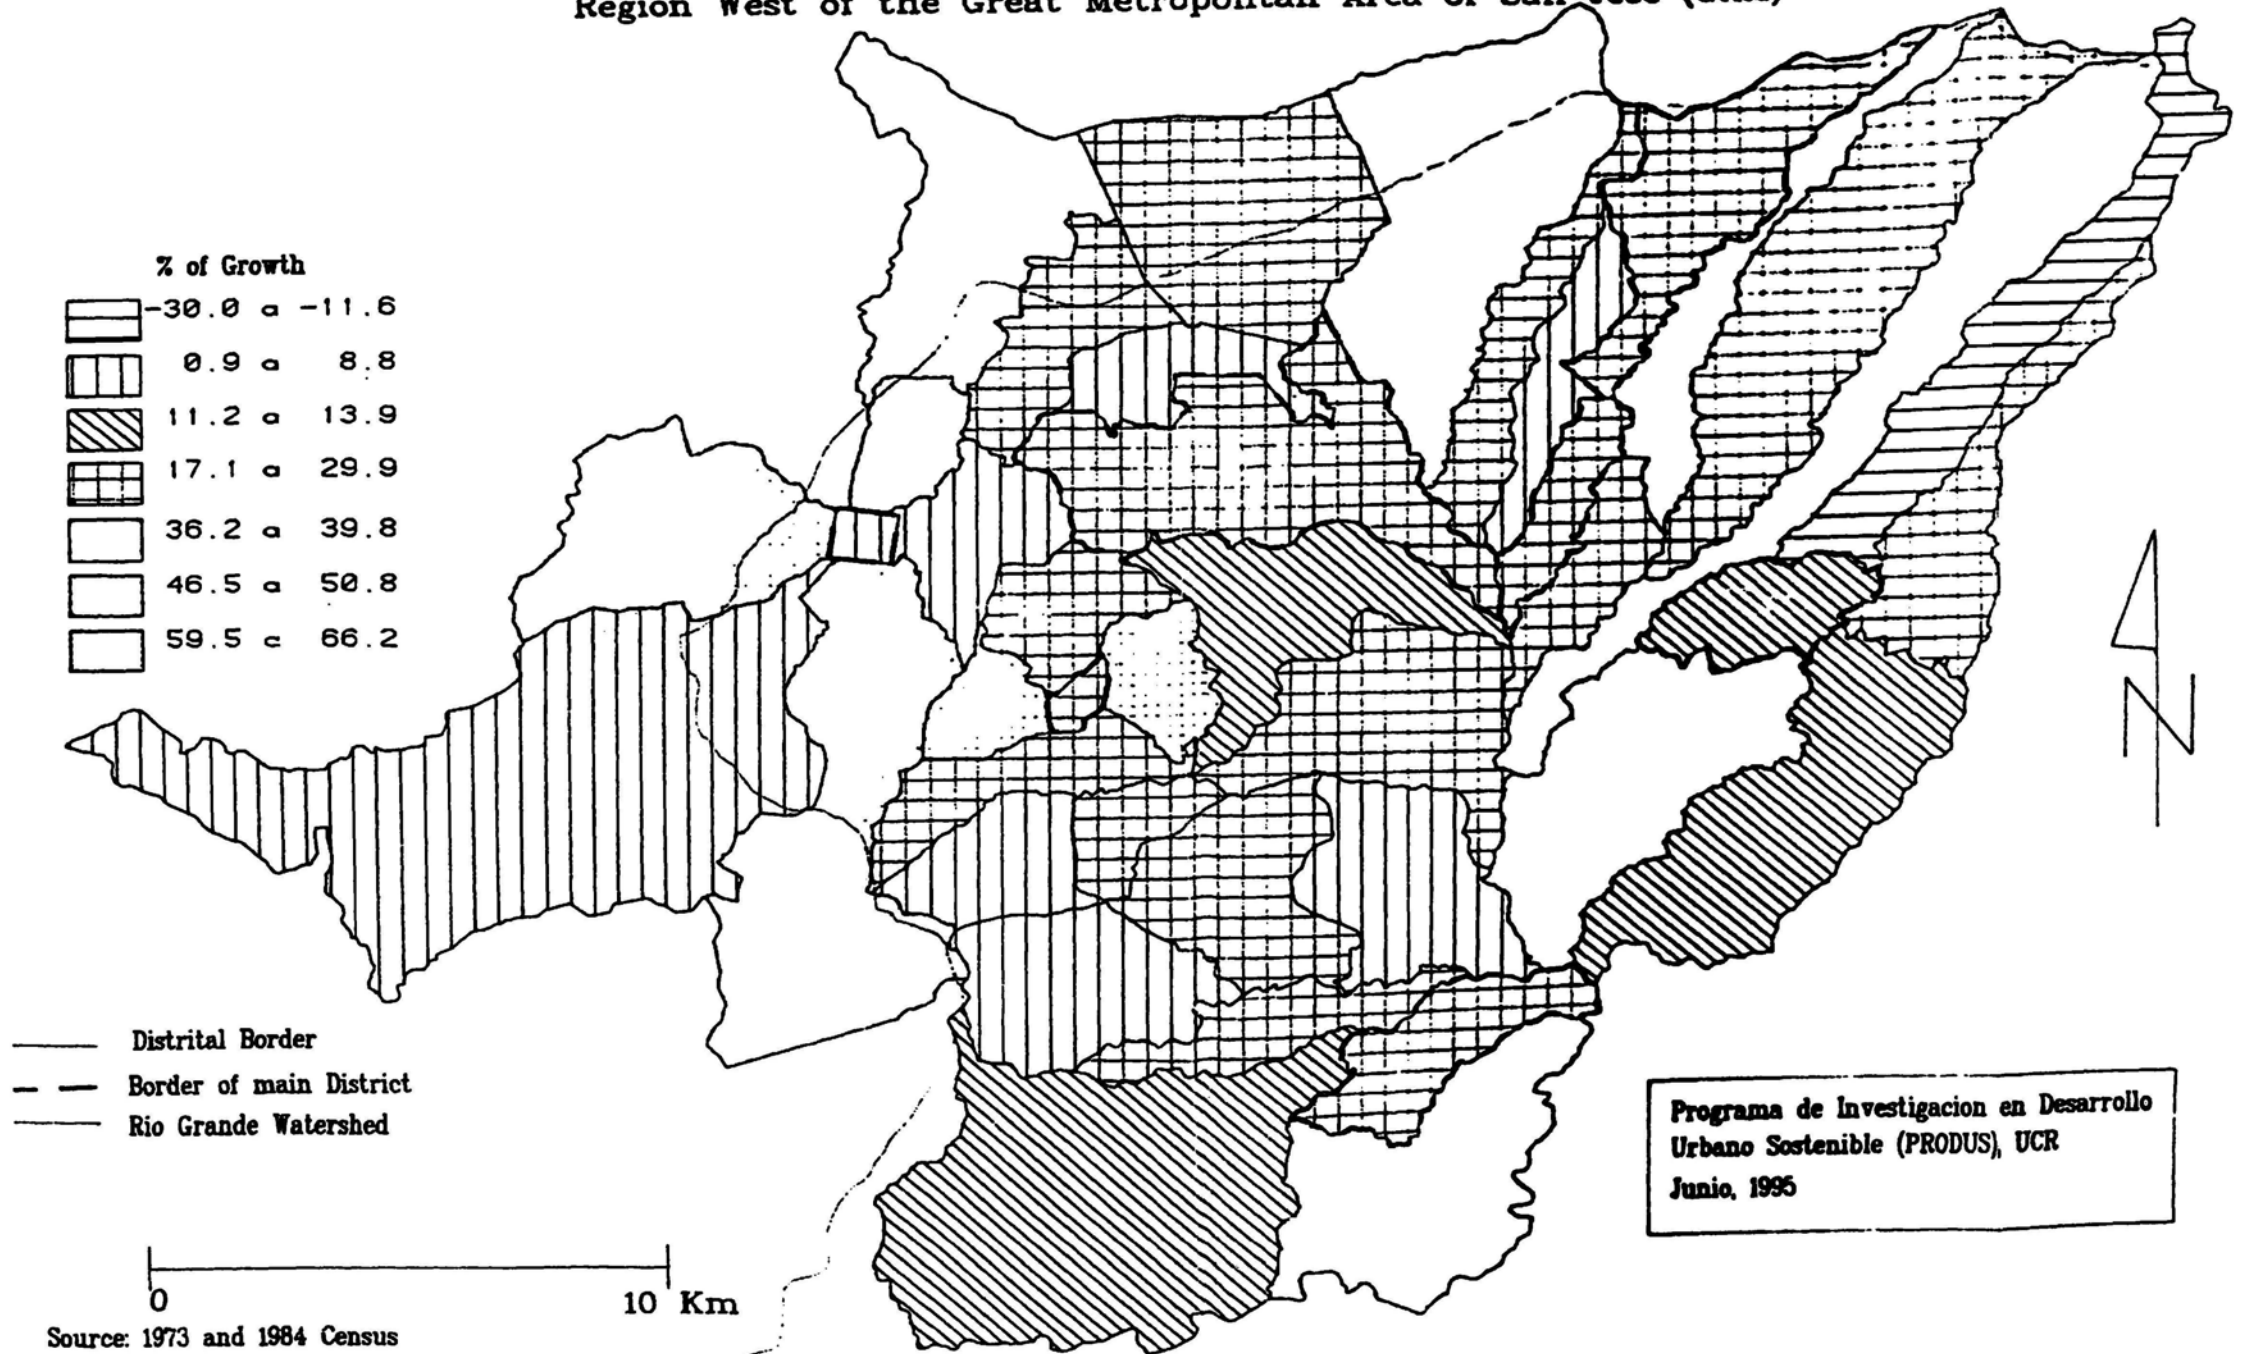 Region West of the Great Metropolitan Area of San Jose
% of Growth
-30.0 a -11.6
0.9 a 8.8
11.2 a 13.9
17.1 a 29.9
36.2 a 39.8
46.5 a 50.8
59.5 a 66.2
Distrital Border
Border of main District
Rio Grande Watershed
N
Programa de Investigacion en Desarrollo
Urbano Sostenible (PRODUS), UCR
Junio, 1995
0 10 Km
Source: 1973 and 1984 Census